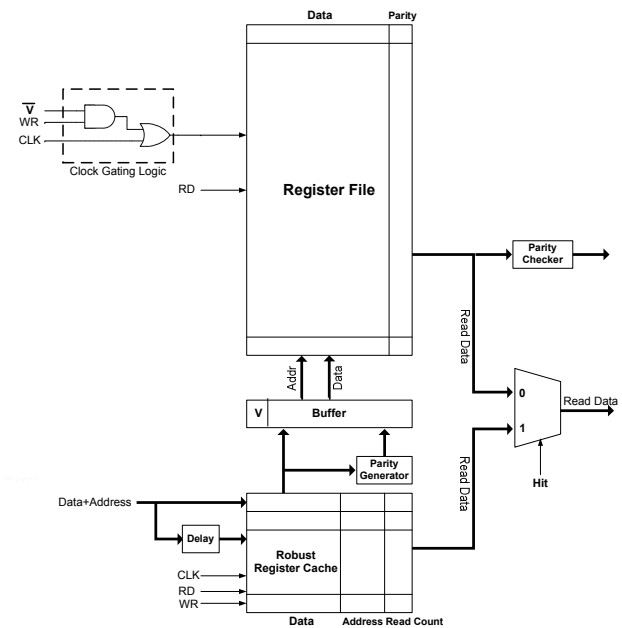 Data Parity
V
WR
CLK
Clock Gating Logic
RD
Register File
Parity
Checker
Read Data
Addr
Data
V Buffer
0
1
Read Data
Hit
Parity
Generator
Read Data
Data+Address
Delay
Robust
Register Cache
CLK
RD
WR
Data Address Read Count